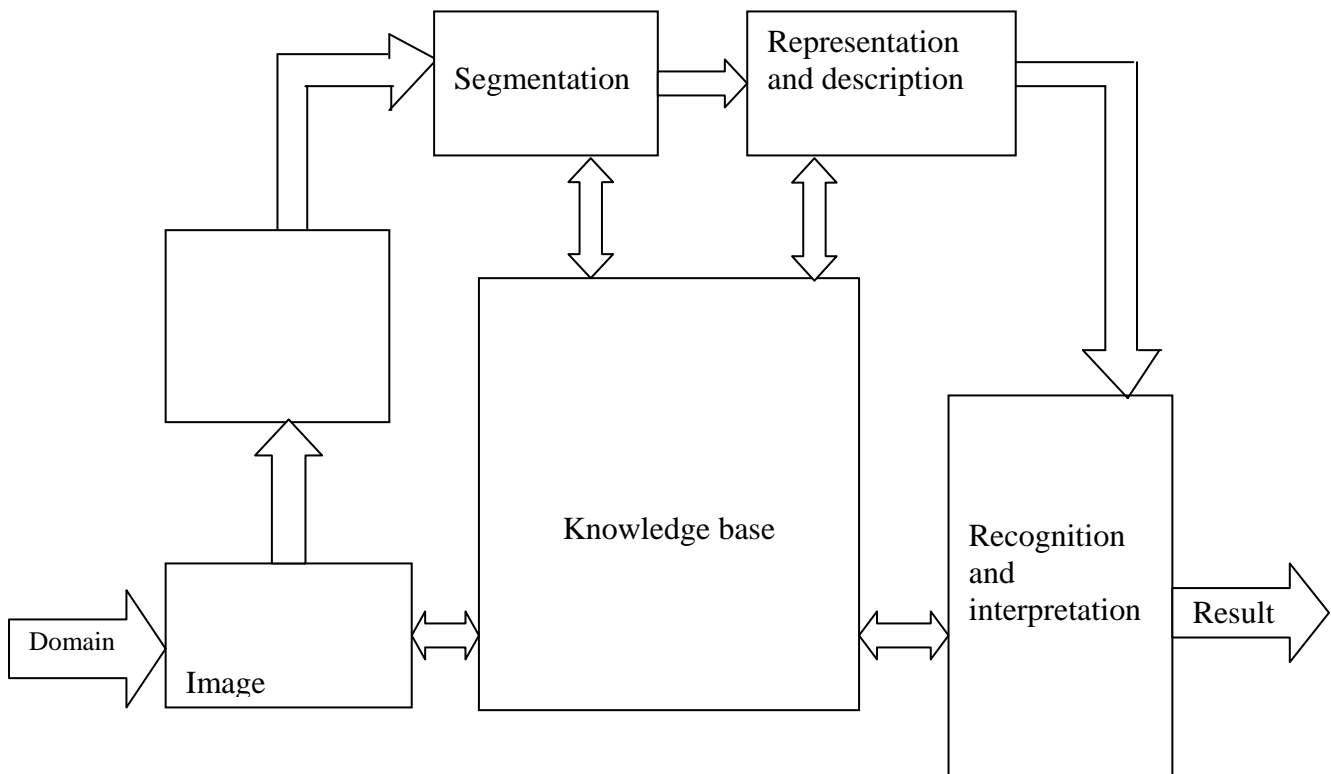 Segmentation
Representation
and description
Knowledge base
Recognition
and
interpretation
Result
Domain
Image